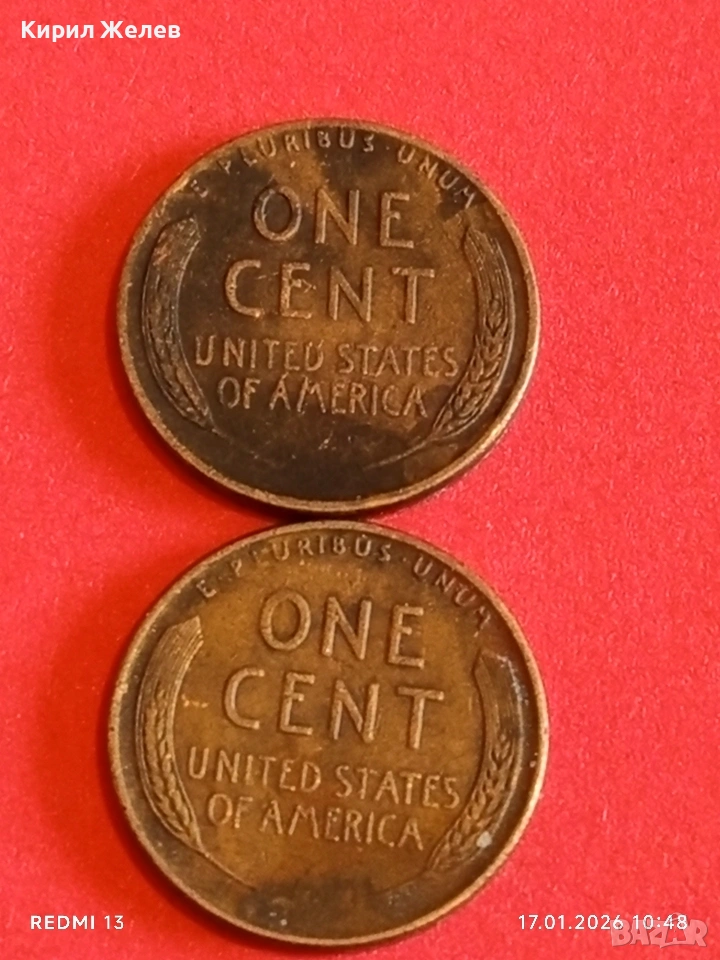 Кирил Желев
E·PLURIBUS·UNUM
ONE
CENT
UNITED STATES
OF AMERICA
E·PLURIBUS·UNUM
ONE
CENT
UNITED STATES
OF AMERICA
REDMI 13
17.01.2026 10:48
BAZAR